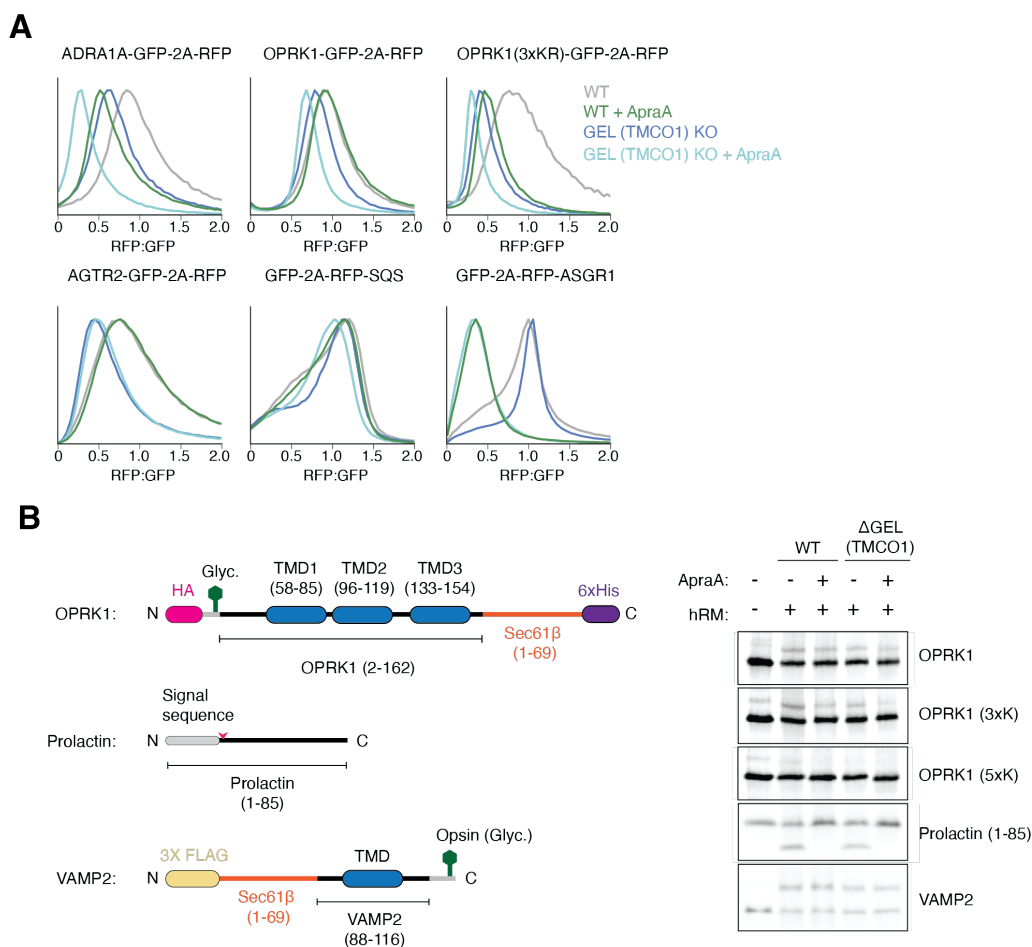 A
ADRA1A-GFP-2A-RFP
OPRK1-GFP-2A-RFP
OPRK1(3xKR)-GFP-2A-RFP
WT
WT + ApraA
GEL (TMCO1) KO
GEL (TMCO1) KO + ApraA
0 0.5 1.0 1.5 2.0
0 0.5 1.0 1.5 2.0
0 0.5 1.0 1.5 2.0
RFP:GFP
RFP:GFP
RFP:GFP
AGTR2-GFP-2A-RFP
GFP-2A-RFP-SQS
GFP-2A-RFP-ASGR1
0 0.5 1.0 1.5 2.0
0 0.5 1.0 1.5 2.0
0 0.5 1.0 1.5 2.0
RFP:GFP
RFP:GFP
RFP:GFP
B
OPRK1:
N
HA
Glyc.
TMD1
(58-85)
TMD2
(96-119)
TMD3
(133-154)
6xHis
C
Sec61β
(1-69)
OPRK1 (2-162)
Signal
sequence
Prolactin:
N
C
Prolactin
(1-85)
Opsin (Glyc.)
3X FLAG
TMD
VAMP2:
N
C
Sec61β
(1-69)
VAMP2
(88-116)
WT
ΔGEL
(TMCO1)
ApraA: - - + - +
hRM: - + + + +
OPRK1
OPRK1 (3xK)
OPRK1 (5xK)
Prolactin (1-85)
VAMP2